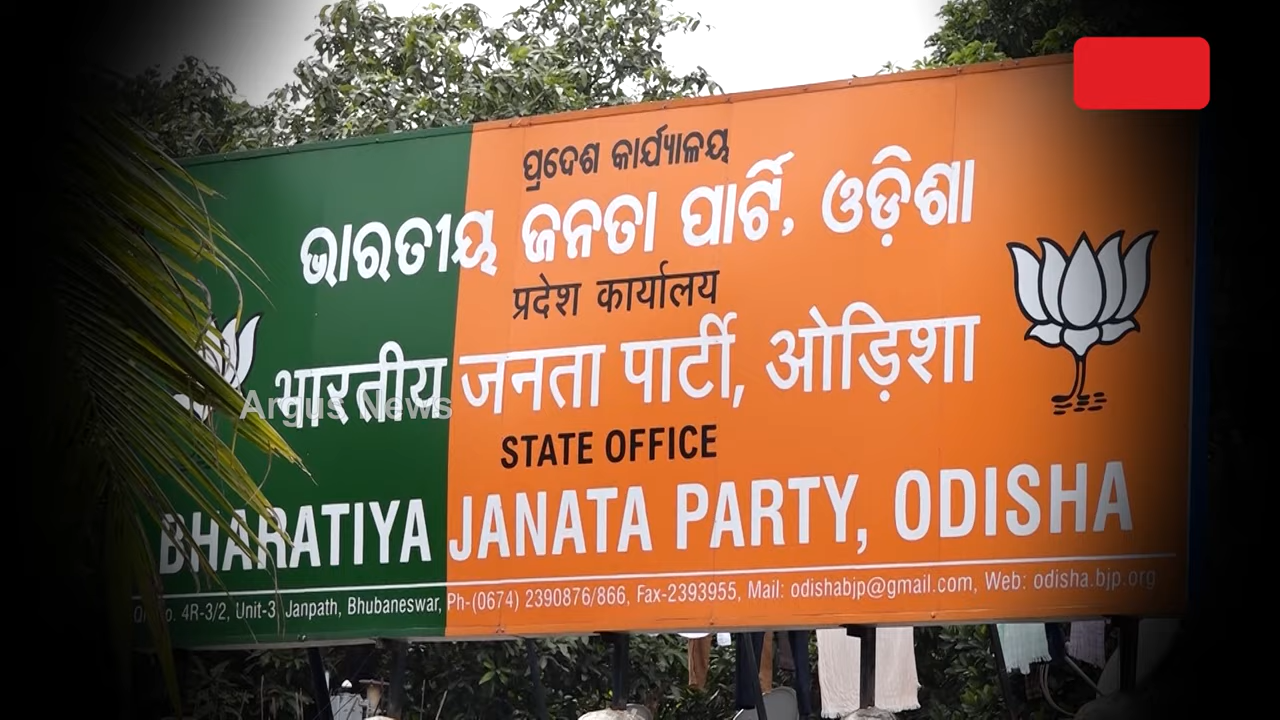 ପ୍ରଦେଶ କାର୍ଯ୍ୟାଳୟ
ଭାରତୀୟ ଜନତା ପାର୍ଟି, ଓଡ଼ିଶା
प्रदेश कार्यालय
भारतीय जनता पार्टी, ओड़िशा
Argus News
STATE OFFICE
BHARATIYA JANATA PARTY, ODISHA
4R-3/2, Unit-3, Janpath, Bhubaneswar, Ph-(0674) 2390876/866, Fax-2393955, Mail: odishabjp@gmail.com, Web: odisha.bjp.org